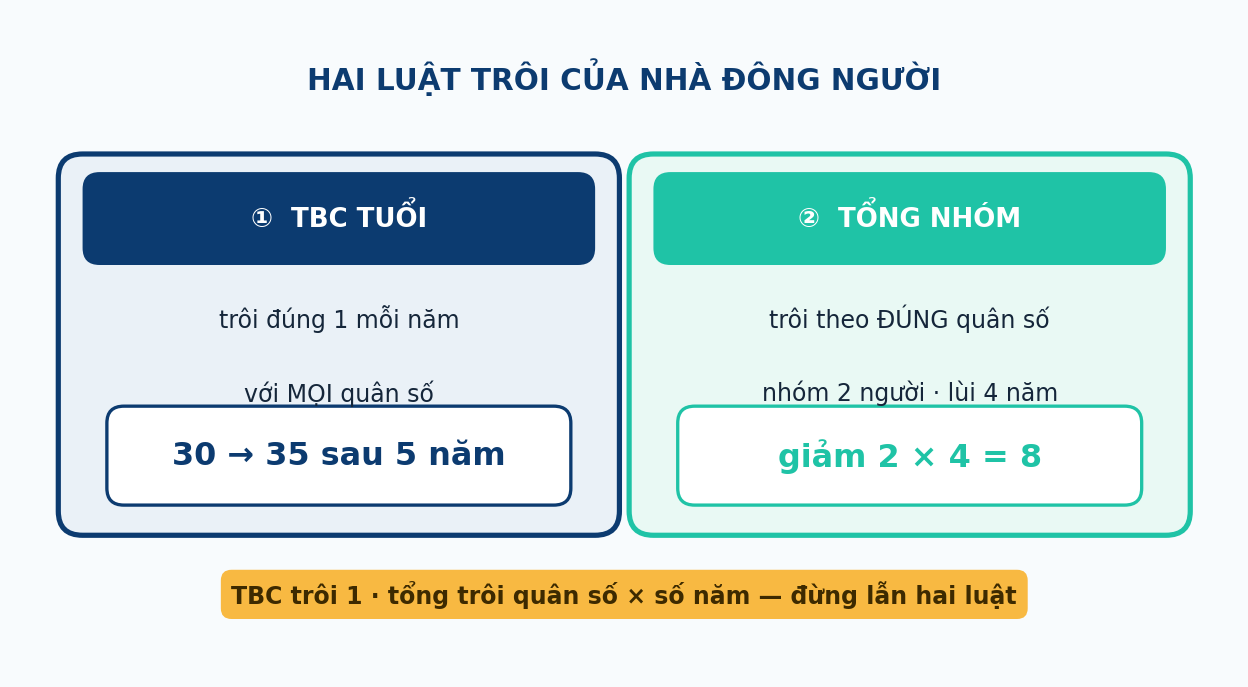 HAI LUẬT TRÔI CỦA NHÀ ĐÔNG NGƯỜI
① TBC TUỔI
trôi đúng 1 mỗi năm
với MỌI quân số
30 → 35 sau 5 năm
② TỔNG NHÓM
trôi theo ĐÚNG quân số
nhóm 2 người · lùi 4 năm
giảm 2 × 4 = 8
TBC trôi 1 · tổng trôi quân số × số năm — đừng lẫn hai luật